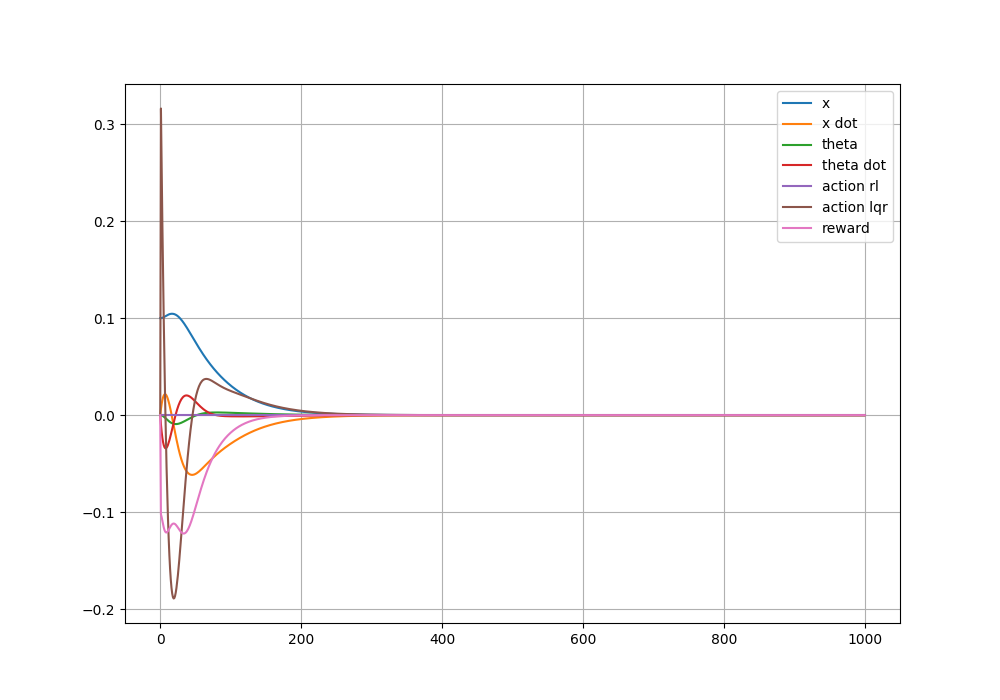 0.3
0.2
0.1
0.0
−0.1
−0.2
0 200 400 600 800 1000
x
x dot
theta
theta dot
action rl
action lqr
reward